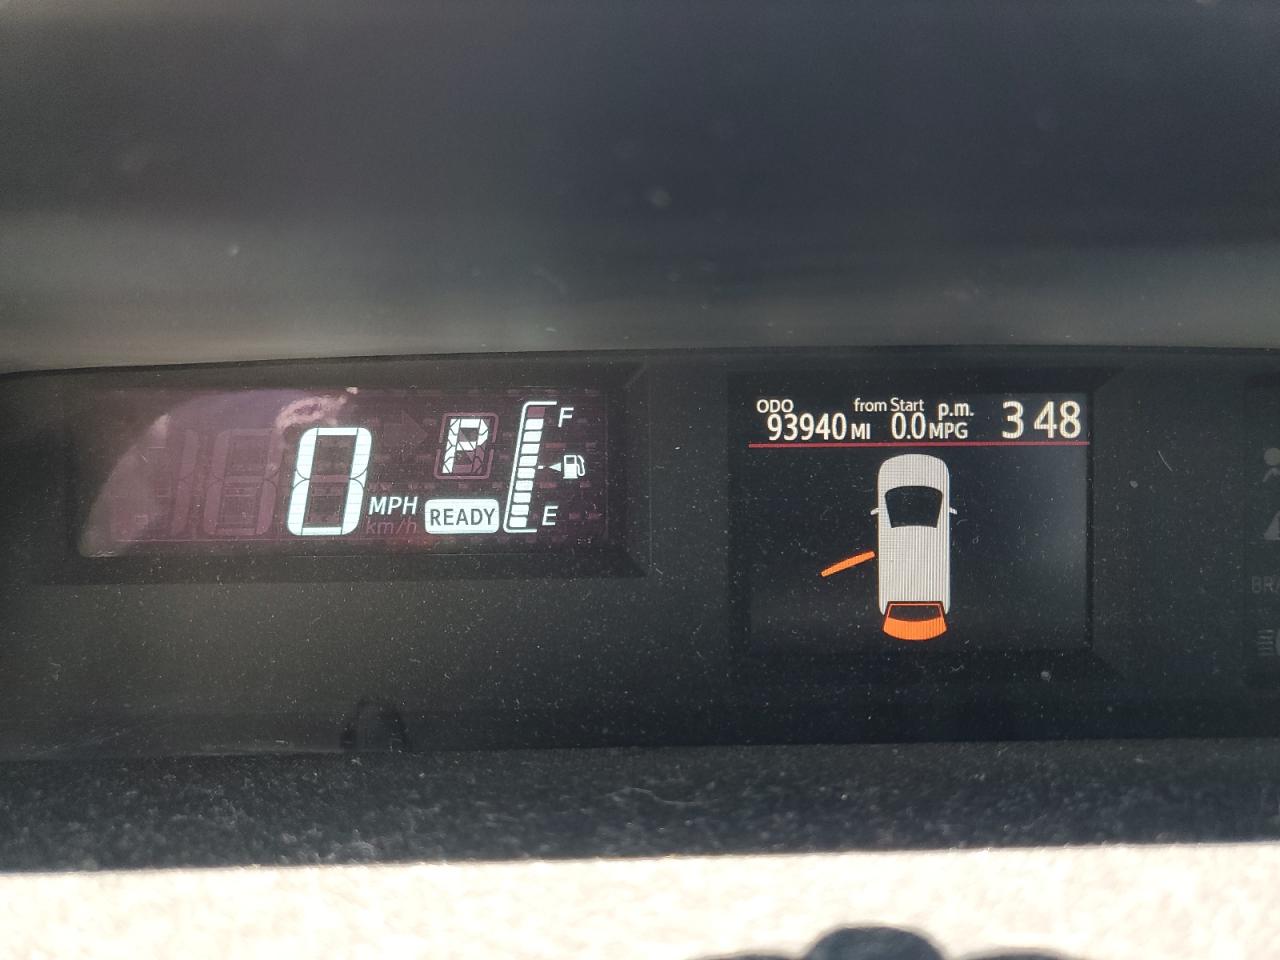 0 MPH
km/h
P
READY
F
E
ODO
93940 MI
from Start
0.0 MPG
p.m.
3 48